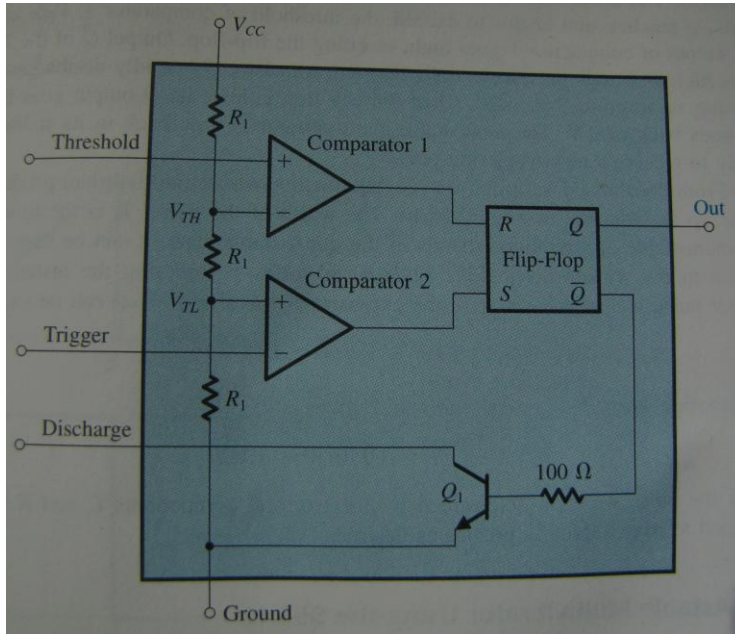 V_CC
R_1
Threshold
Comparator 1
+
−
V_TH
R
Q
Out
R_1
Flip-Flop
Comparator 2
V_TL
+
S
Q̅
Trigger
−
R_1
Discharge
100 Ω
Q_1
Ground